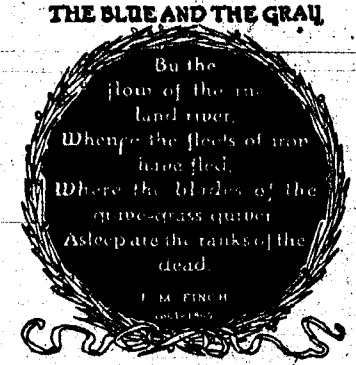 THE BLUE AND THE GRAY,
By the
flow of the in-
land river,
Whence the fleets of iron
have fled,
Where the blades of the
grave-grass quiver
Asleep are the ranks of the
dead.
F. M. FINCH